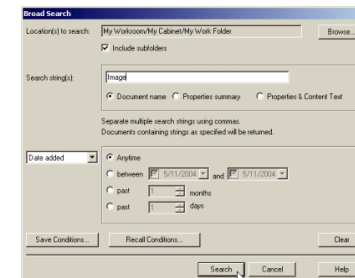 Broad Search
Location(s) to search: My Workroom/My Cabinet/My Work Folder Browse...
Include subfolders
Search string(s): Image
Document name Properties summary Properties & Content Text
Separate multiple search strings using commas.
Documents containing strings as specified will be returned.
Date added Anytime
between 5/11/2004 and 5/11/2004
past 1 months
past 1 days
Save Conditions... Recall Conditions... Clear
Search Cancel Help